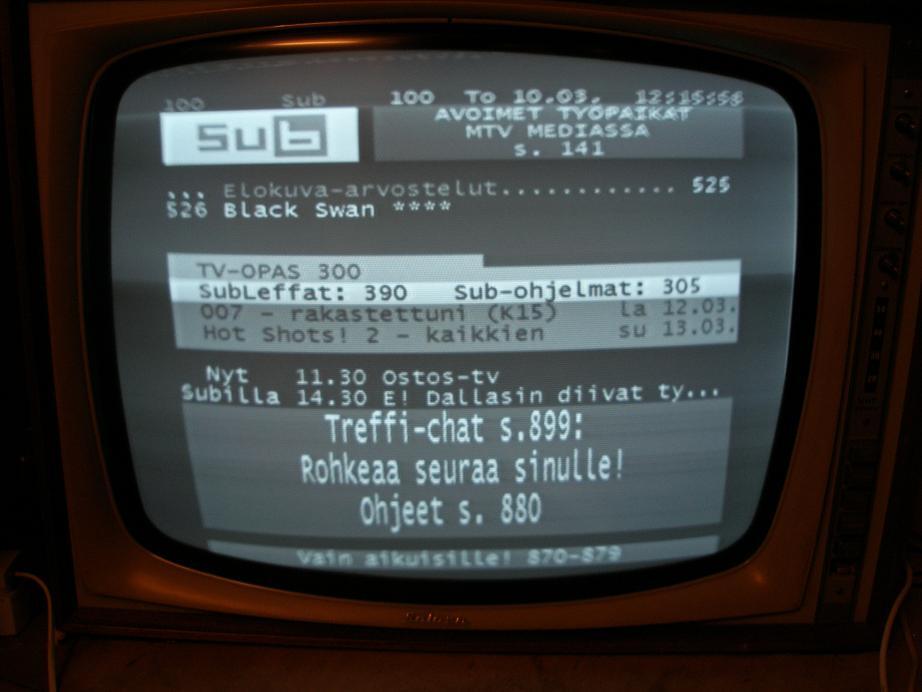 100 Sub 100 To 10.03. 12:15:58
Sub
AVOIMET TYÖPAIKAT
MTV MEDIASSA
s. 141
... Elokuva-arvostelut............ 525
526 Black Swan ****
TV-OPAS 300
SubLeffat: 390 Sub-ohjelmat: 305
007 - rakastettuni (K15) la 12.03.
Hot Shots! 2 - kaikkien su 13.03.
Nyt 11.30 Ostos-tv
Subilla 14.30 E! Dallasin diivat ty...
Treffi-chat s.899:
Rohkeaa seuraa sinulle!
Ohjeet s. 880
Vain aikuisille! 870-879